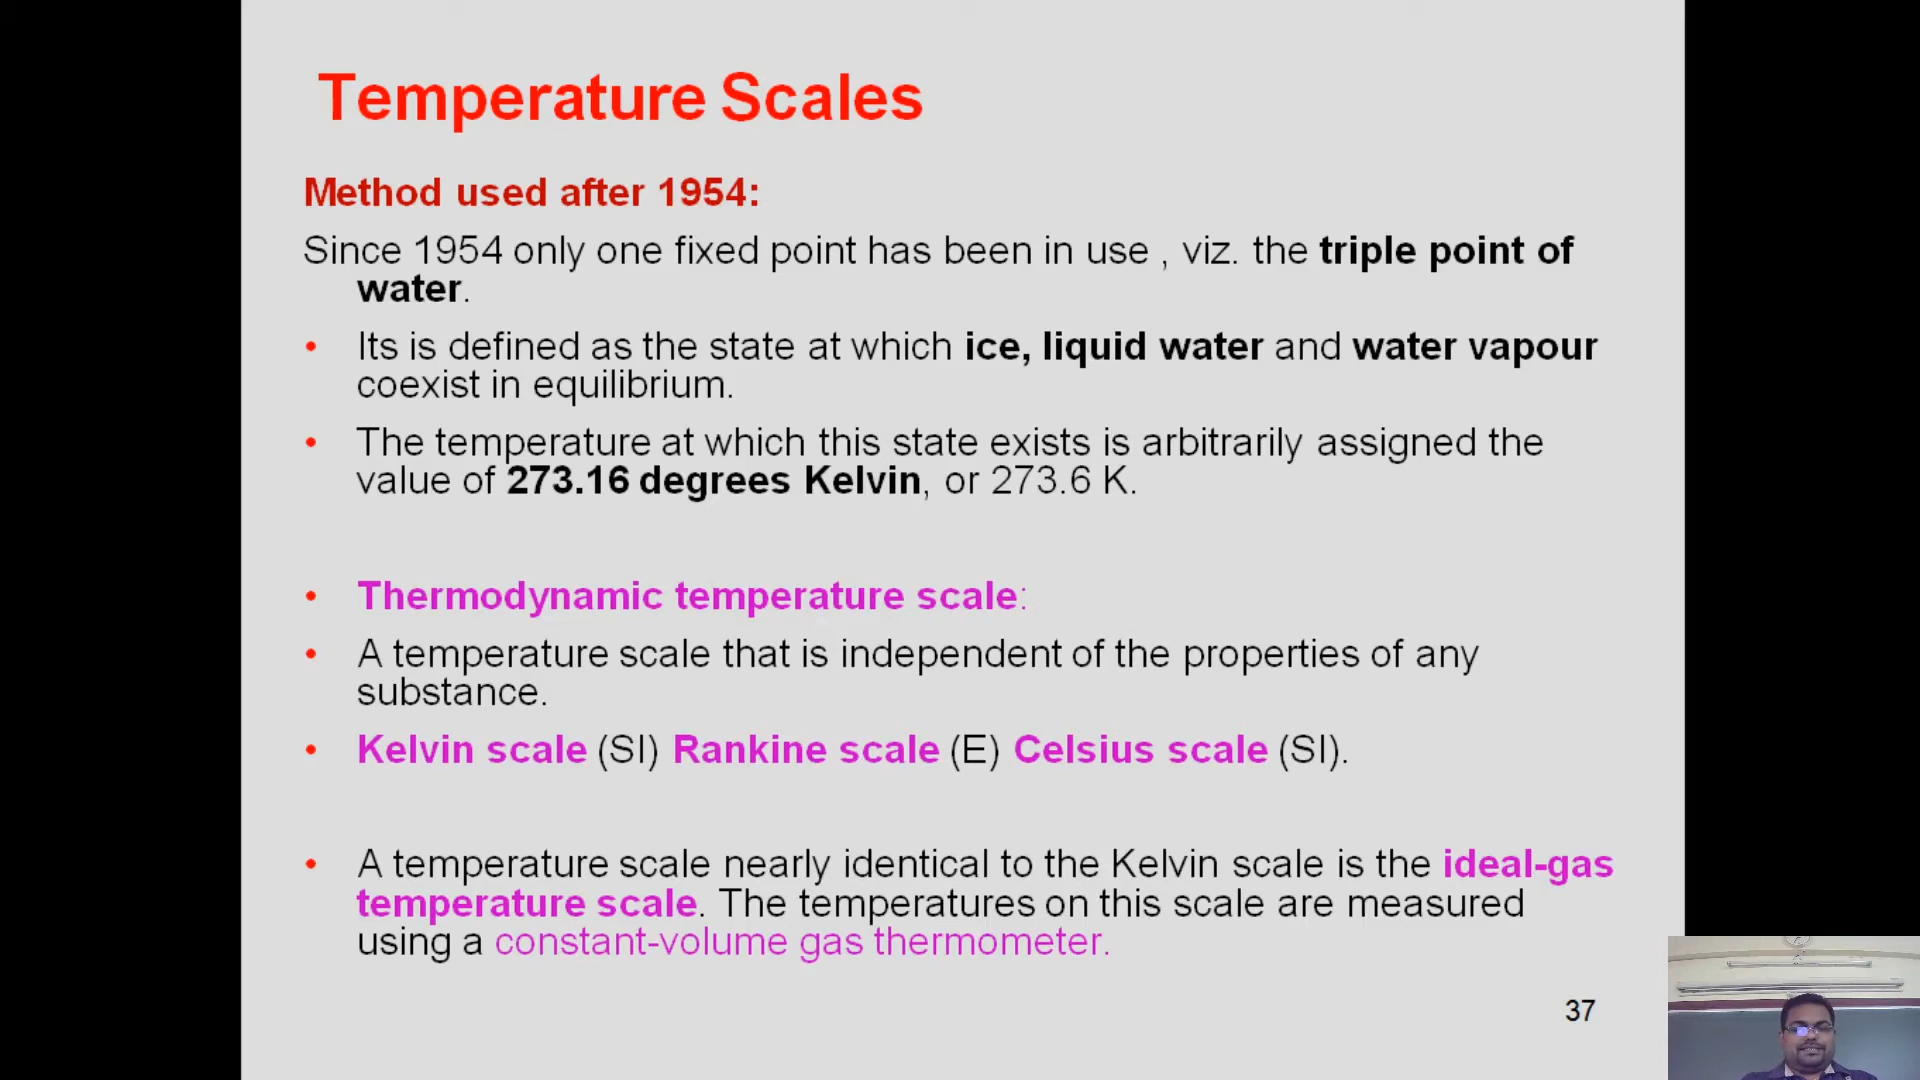 Temperature Scales
Method used after 1954:
Since 1954 only one fixed point has been in use , viz. the triple point of
water.
• Its is defined as the state at which ice, liquid water and water vapour
coexist in equilibrium.
• The temperature at which this state exists is arbitrarily assigned the
value of 273.16 degrees Kelvin, or 273.6 K.
• Thermodynamic temperature scale:
• A temperature scale that is independent of the properties of any
substance.
• Kelvin scale (SI) Rankine scale (E) Celsius scale (SI).
• A temperature scale nearly identical to the Kelvin scale is the ideal-gas
temperature scale. The temperatures on this scale are measured
using a constant-volume gas thermometer.
37